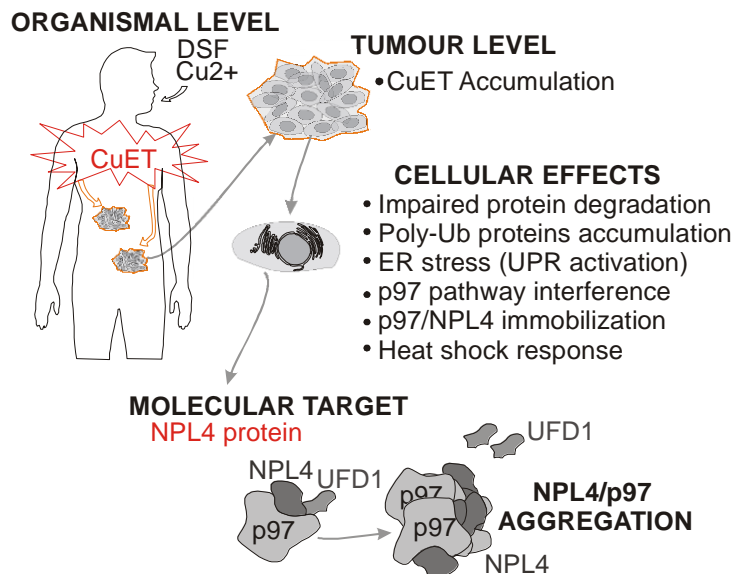 ORGANISMAL LEVEL
DSF
Cu2+
CuET
TUMOUR LEVEL
•CuET Accumulation
CELLULAR EFFECTS
• Impaired protein degradation
• Poly-Ub proteins accumulation
• ER stress (UPR activation)
• p97 pathway interference
• p97/NPL4 immobilization
• Heat shock response
MOLECULAR TARGET
NPL4 protein
NPL4
UFD1
p97
UFD1
p97
p97
NPL4
NPL4/p97
AGGREGATION